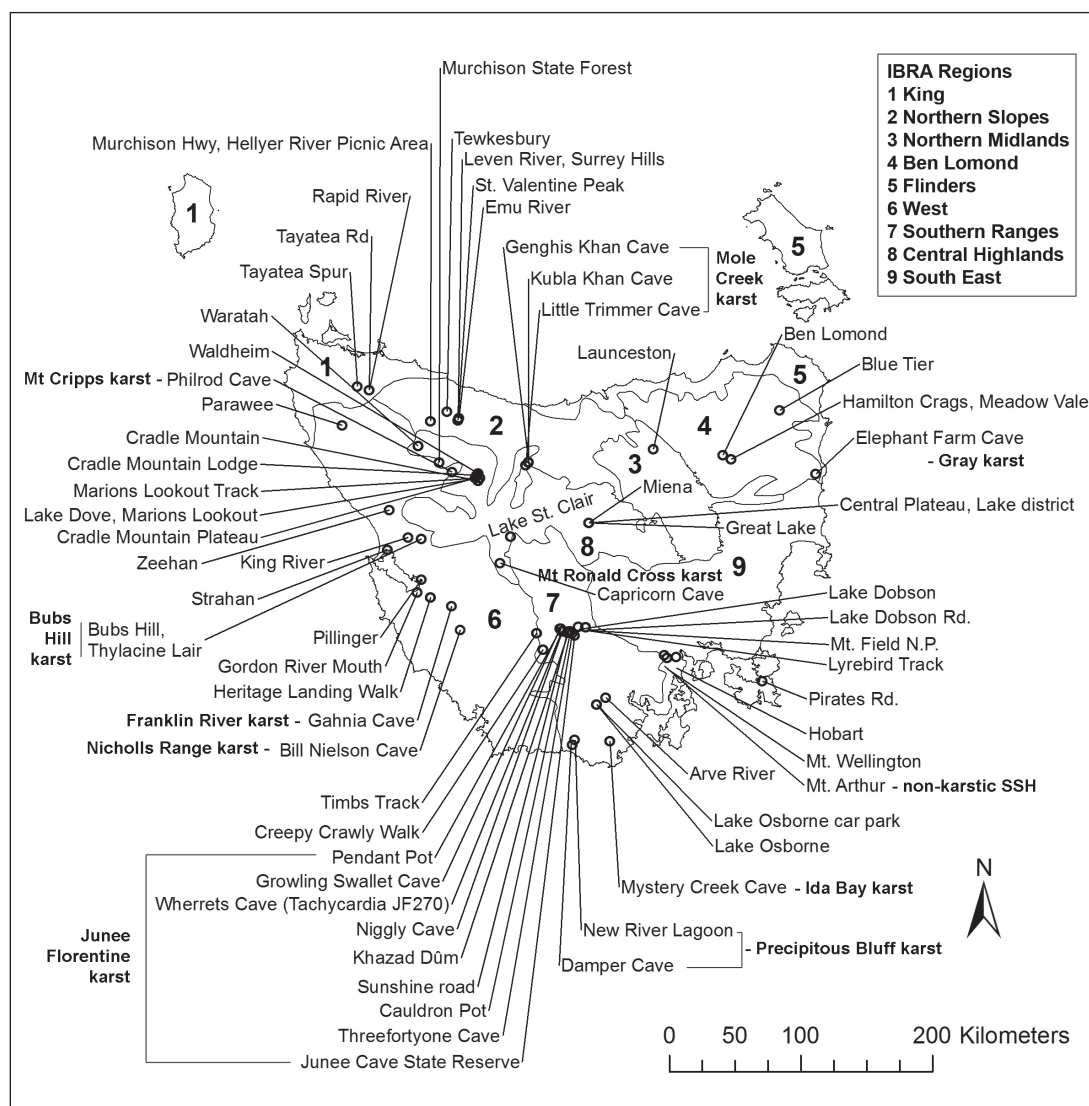 Murchison State Forest
IBRA Regions
1 King
2 Northern Slopes
3 Northern Midlands
4 Ben Lomond
5 Flinders
6 West
7 Southern Ranges
8 Central Highlands
9 South East
Tewkesbury
Murchison Hwy, Hellyer River Picnic Area
Leven River, Surrey Hills
St. Valentine Peak
Emu River
Rapid River
1
5
Tayatea Rd
Genghis Khan Cave
Kubla Khan Cave
Little Trimmer Cave
Mole
Creek
karst
Tayatea Spur
Waratah
Waldheim
Mt Cripps karst - Philrod Cave
Parawee
Cradle Mountain
Cradle Mountain Lodge
Marions Lookout Track
Lake Dove, Marions Lookout
Cradle Mountain Plateau
Zeehan
King River
Strahan
Bubs
Hill
karst
Bubs Hill,
Thylacine Lair
Pillinger
Gordon River Mouth
Heritage Landing Walk
Franklin River karst - Gahnia Cave
Nicholls Range karst - Bill Nielson Cave
1
2
3
4
5
6
7
8
9
Launceston
Ben Lomond
Blue Tier
Hamilton Crags, Meadow Vale
Elephant Farm Cave
- Gray karst
Miena
Central Plateau, Lake district
Great Lake
Lake St. Clair
Mt Ronald Cross karst
Capricorn Cave
Lake Dobson
Lake Dobson Rd.
Mt. Field N.P.
Lyrebird Track
Pirates Rd.
Hobart
Mt. Wellington
Mt. Arthur - non-karstic SSH
Arve River
Lake Osborne car park
Lake Osborne
Mystery Creek Cave - Ida Bay karst
New River Lagoon
Damper Cave
- Precipitous Bluff karst
Timbs Track
Creepy Crawly Walk
Pendant Pot
Growling Swallet Cave
Wherrets Cave (Tachycardia JF270)
Niggly Cave
Khazad Dûm
Sunshine road
Cauldron Pot
Threefortyone Cave
Junee Cave State Reserve
Junee
Florentine
karst
N
0 50 100 200 Kilometers